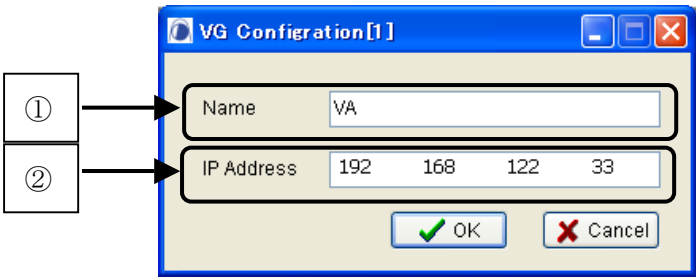 VG Configration[1]
① Name VA
② IP Address 192 168 122 33
OK Cancel